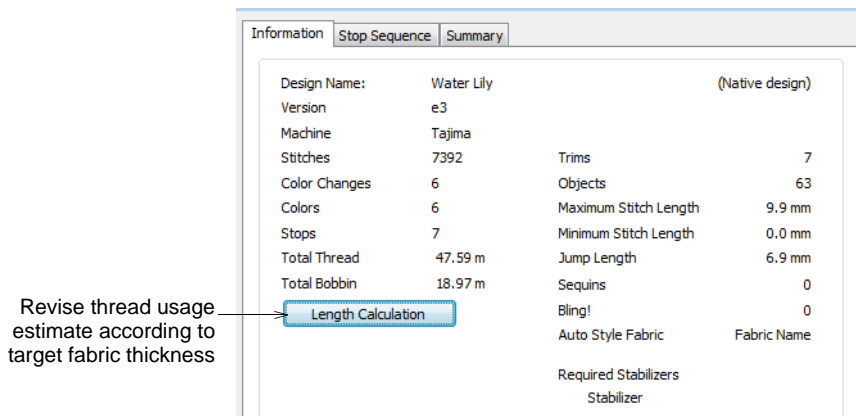 Information Stop Sequence Summary
Design Name: Water Lily (Native design)
Version e3
Machine Tajima
Stitches 7392 Trims 7
Color Changes 6 Objects 63
Colors 6 Maximum Stitch Length 9.9 mm
Stops 7 Minimum Stitch Length 0.0 mm
Total Thread 47.59 m Jump Length 6.9 mm
Total Bobbin 18.97 m Sequins 0
Length Calculation Bling! 0
Auto Style Fabric Fabric Name
Required Stabilizers
Stabilizer
Revise thread usage
estimate according to
target fabric thickness